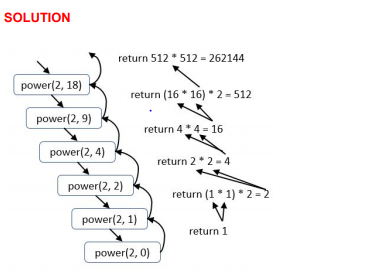 SOLUTION
return 512 * 512 = 262144
power(2, 18)
return (16 * 16) * 2 = 512
power(2, 9)
return 4 * 4 = 16
power(2, 4)
return 2 * 2 = 4
power(2, 2)
return (1 * 1) * 2 = 2
power(2, 1)
return 1
power(2, 0)